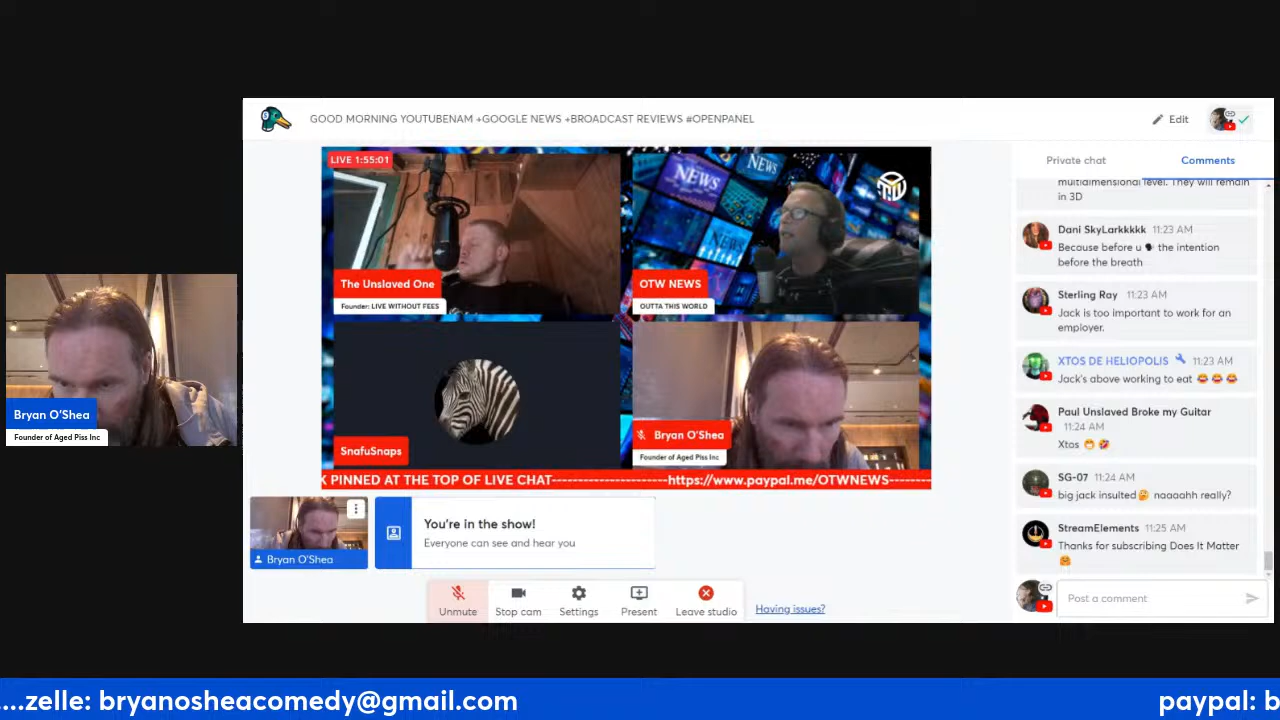 GOOD MORNING YOUTUBENAM +GOOGLE NEWS +BROADCAST REVIEWS #OPENPANEL
Edit
Private chat
Comments
LIVE 1:55:01
NEWS
NEWS
NEWS
The Unslaved One
Founder: LIVE WITHOUT FEES
OTW NEWS
OUTTA THIS WORLD
SnafuSnaps
Bryan O'Shea
Founder of Aged Piss Inc
K PINNED AT THE TOP OF LIVE CHAT--------------------https://www.paypal.me/OTWNEWS--------
Bryan O'Shea
Founder of Aged Piss Inc
Bryan O'Shea
You're in the show!
Everyone can see and hear you
Unmute
Stop cam
Settings
Present
Leave studio
Having issues?
multidimensional level. They will remain
in 3D
Dani SkyLarkkkkk 11:23 AM
Because before u 🗣 the intention
before the breath
Sterling Ray 11:23 AM
Jack is too important to work for an
employer.
XTOS DE HELIOPOLIS 11:23 AM
Jack's above working to eat 😂 😂 😂
Paul Unslaved Broke my Guitar
11:24 AM
Xtos 😁 🤣
SG-07 11:24 AM
big jack insulted🤔 naaaahh really?
StreamElements 11:25 AM
Thanks for subscribing Does It Matter
🤗
Post a comment
....zelle: bryanosheacomedy@gmail.com
paypal: b